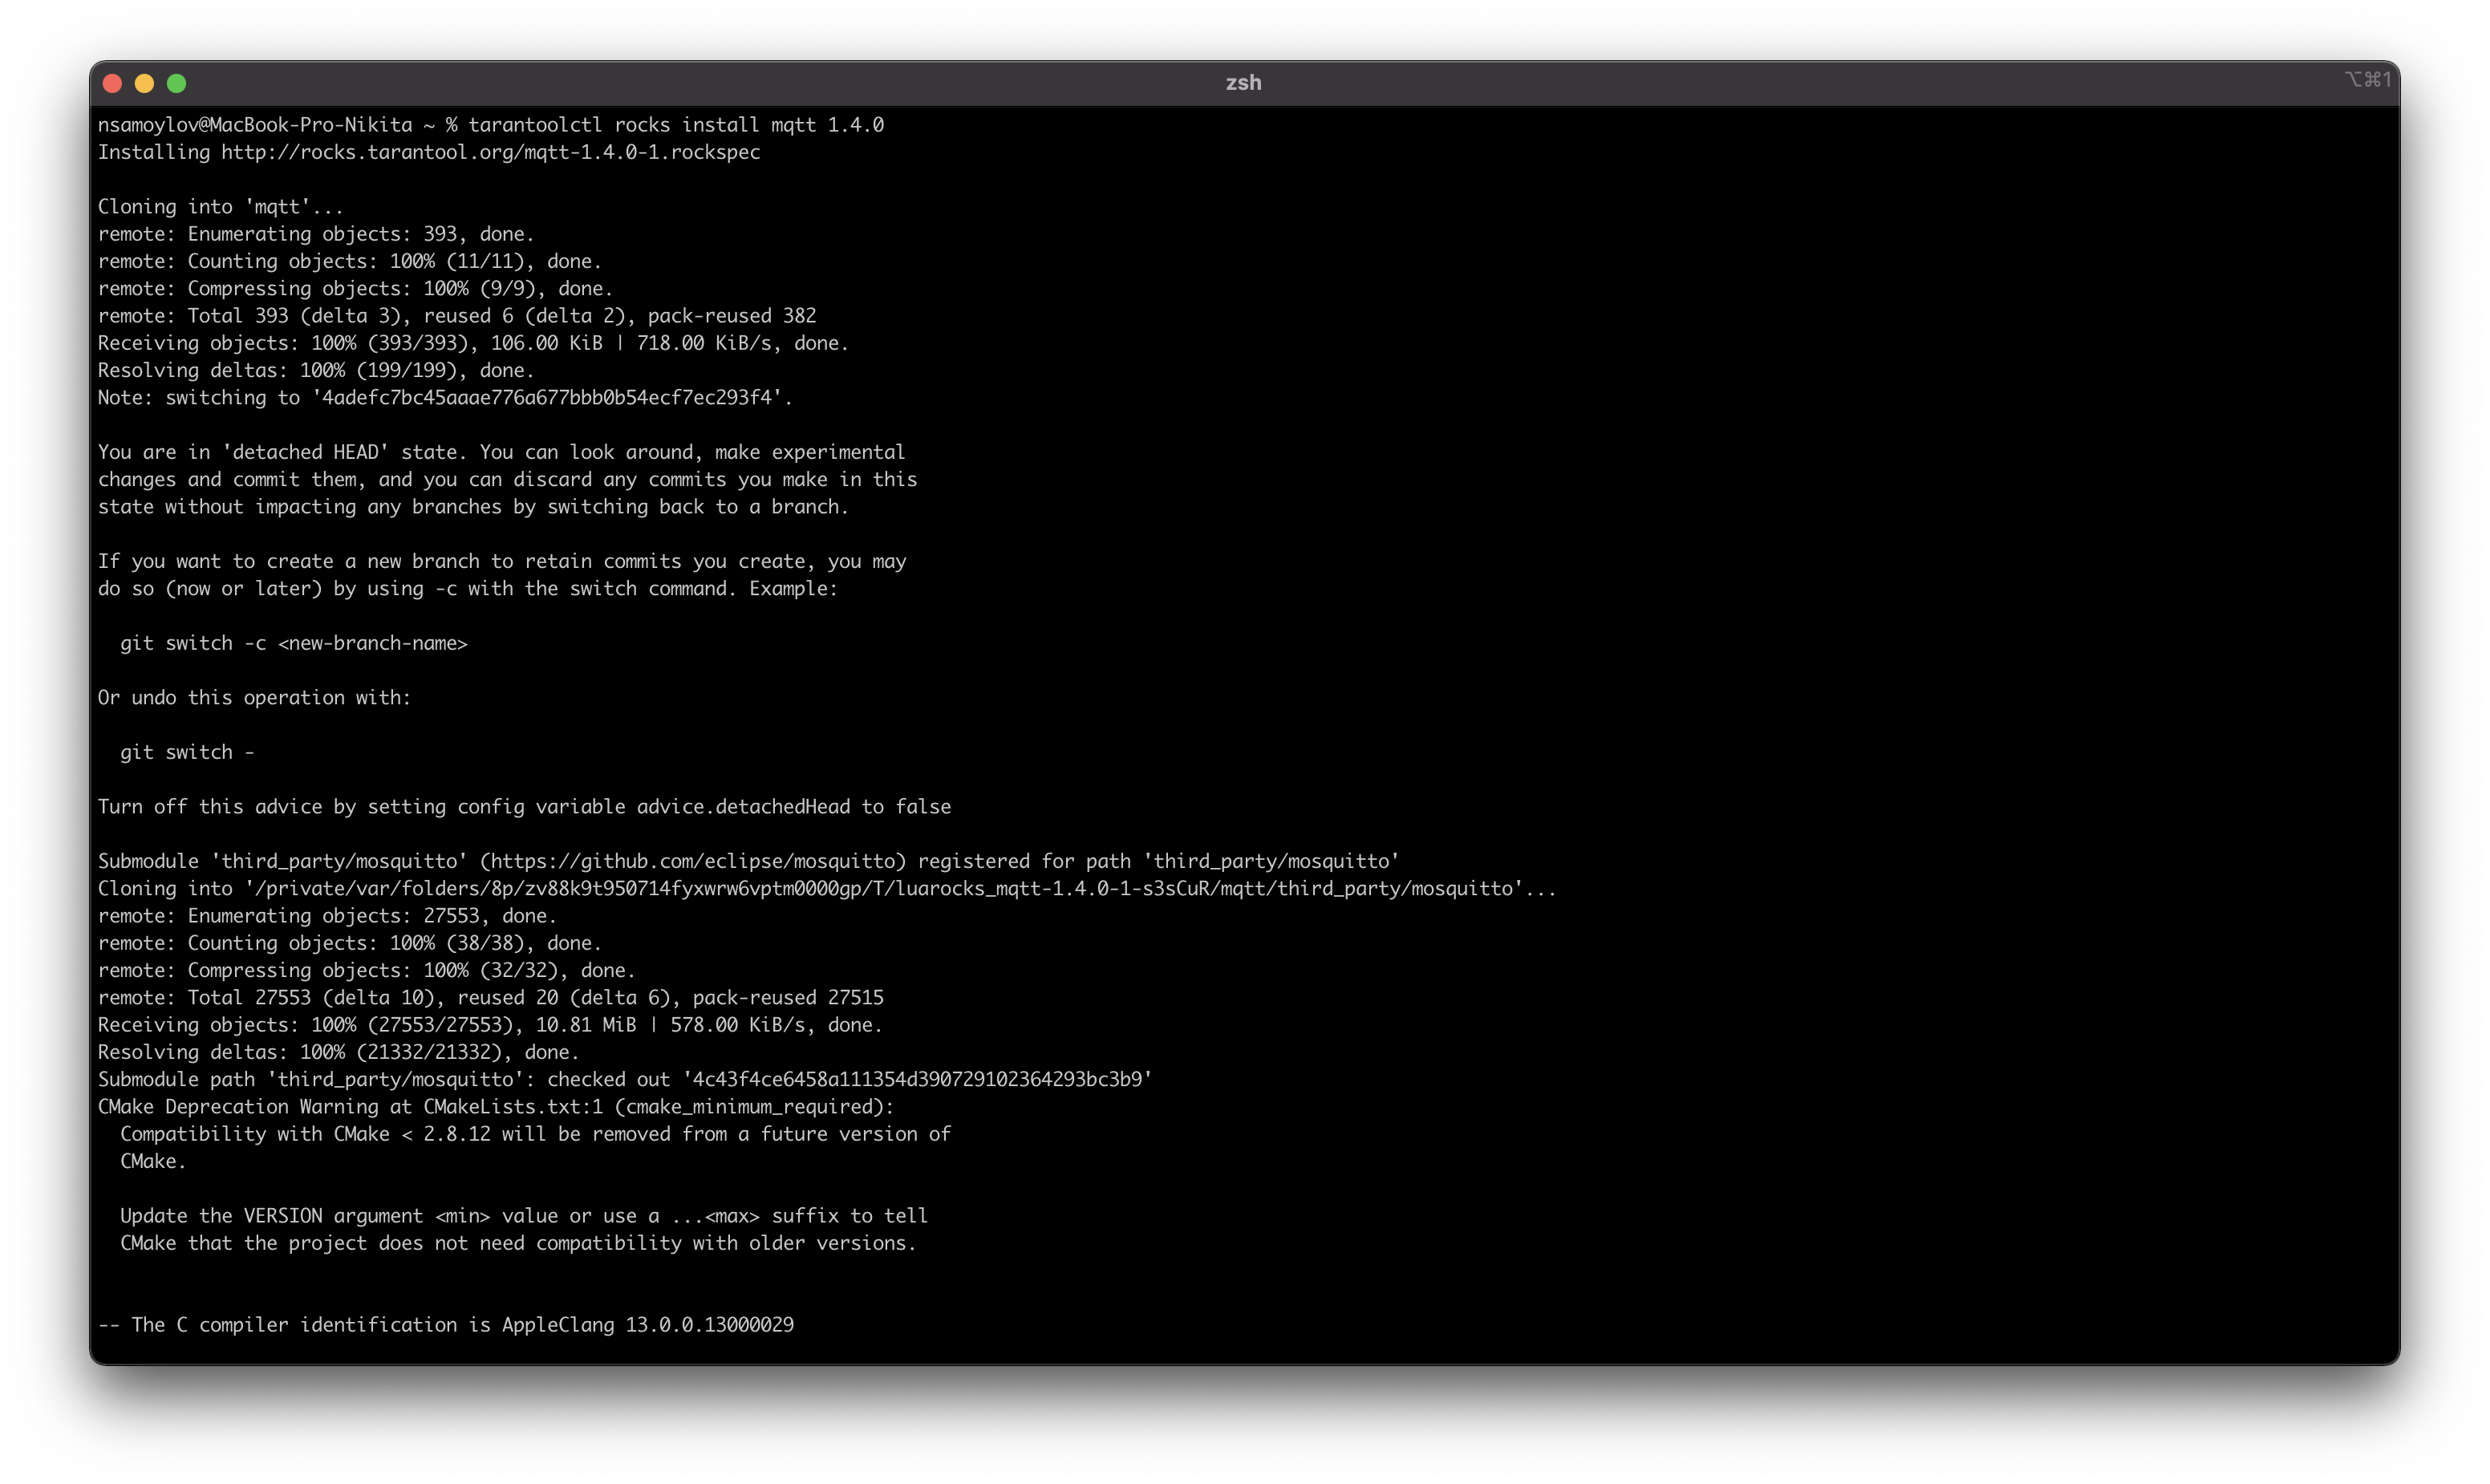 zsh
⌥⌘1
nsamoylov@MacBook-Pro-Nikita ~ % tarantoolctl rocks install mqtt 1.4.0
Installing http://rocks.tarantool.org/mqtt-1.4.0-1.rockspec

Cloning into 'mqtt'...
remote: Enumerating objects: 393, done.
remote: Counting objects: 100% (11/11), done.
remote: Compressing objects: 100% (9/9), done.
remote: Total 393 (delta 3), reused 6 (delta 2), pack-reused 382
Receiving objects: 100% (393/393), 106.00 KiB | 718.00 KiB/s, done.
Resolving deltas: 100% (199/199), done.
Note: switching to '4adefc7bc45aaae776a677bbb0b54ecf7ec293f4'.

You are in 'detached HEAD' state. You can look around, make experimental
changes and commit them, and you can discard any commits you make in this
state without impacting any branches by switching back to a branch.

If you want to create a new branch to retain commits you create, you may
do so (now or later) by using -c with the switch command. Example:

  git switch -c <new-branch-name>

Or undo this operation with:

  git switch -

Turn off this advice by setting config variable advice.detachedHead to false

Submodule 'third_party/mosquitto' (https://github.com/eclipse/mosquitto) registered for path 'third_party/mosquitto'
Cloning into '/private/var/folders/8p/zv88k9t950714fyxwrw6vptm0000gp/T/luarocks_mqtt-1.4.0-1-s3sCuR/mqtt/third_party/mosquitto'...
remote: Enumerating objects: 27553, done.
remote: Counting objects: 100% (38/38), done.
remote: Compressing objects: 100% (32/32), done.
remote: Total 27553 (delta 10), reused 20 (delta 6), pack-reused 27515
Receiving objects: 100% (27553/27553), 10.81 MiB | 578.00 KiB/s, done.
Resolving deltas: 100% (21332/21332), done.
Submodule path 'third_party/mosquitto': checked out '4c43f4ce6458a111354d390729102364293bc3b9'
CMake Deprecation Warning at CMakeLists.txt:1 (cmake_minimum_required):
  Compatibility with CMake < 2.8.12 will be removed from a future version of
  CMake.

  Update the VERSION argument <min> value or use a ...<max> suffix to tell
  CMake that the project does not need compatibility with older versions.

-- The C compiler identification is AppleClang 13.0.0.13000029